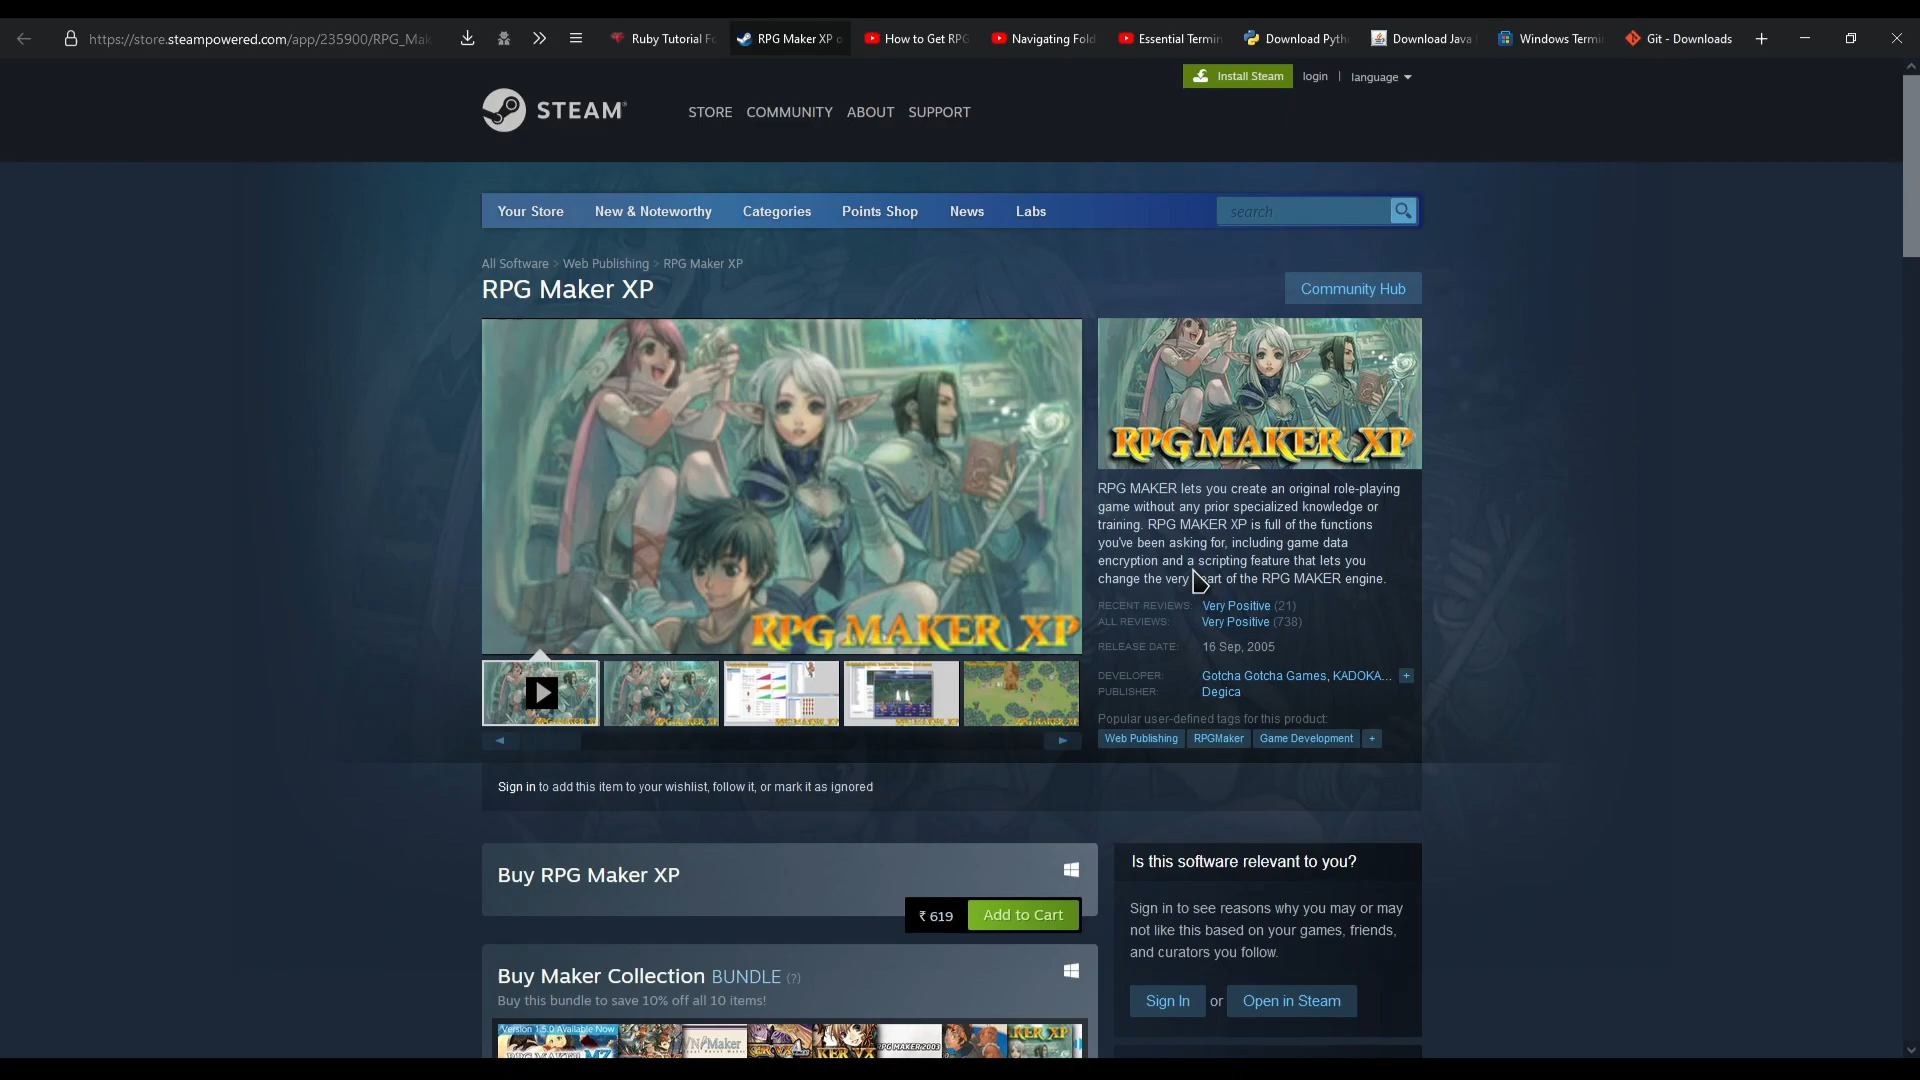 https://store.steampowered.com/app/235900/RPG_Mak
Ruby Tutorial Fo
RPG Maker XP o
How to Get RPG
Navigating Fold
Essential Termin
Download Pyth
Download Java
Windows Termi
Git - Downloads
Install Steam
login | language
STEAM
STORE COMMUNITY ABOUT SUPPORT
Your Store New & Noteworthy Categories Points Shop News Labs
search
All Software > Web Publishing > RPG Maker XP
RPG Maker XP
Community Hub
RPG MAKER XP
RPG MAKER XP
RPG MAKER lets you create an original role-playing
game without any prior specialized knowledge or
training. RPG MAKER XP is full of the functions
you've been asking for, including game data
encryption and a scripting feature that lets you
change the very eart of the RPG MAKER engine.
RECENT REVIEWS: Very Positive (21)
ALL REVIEWS: Very Positive (738)
RELEASE DATE: 16 Sep, 2005
DEVELOPER: Gotcha Gotcha Games, KADOKA... +
PUBLISHER: Degica
Popular user-defined tags for this product:
Web Publishing RPGMaker Game Development +
Sign in to add this item to your wishlist, follow it, or mark it as ignored
Buy RPG Maker XP
₹ 619 Add to Cart
Is this software relevant to you?
Sign in to see reasons why you may or may
not like this based on your games, friends,
and curators you follow.
Sign In or Open in Steam
Buy Maker Collection BUNDLE (?)
Buy this bundle to save 10% off all 10 items!
Version 1.5.0 Available Now
RPG MAKER MZ
VN Maker
RPG MAKER 2003